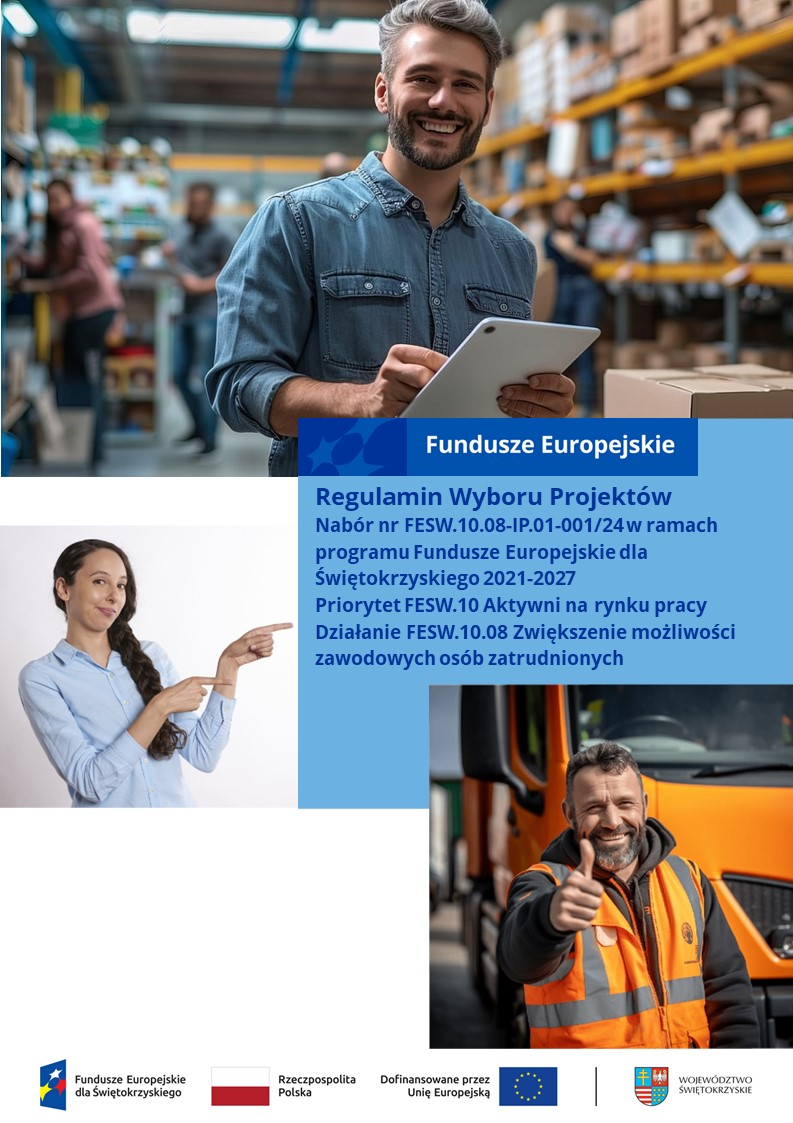 Fundusze Europejskie
Regulamin Wyboru Projektów
Nabór nr FESW.10.08-IP.01-001/24 w ramach
programu Fundusze Europejskie dla
Świętokrzyskiego 2021-2027
Priorytet FESW.10 Aktywni na rynku pracy
Działanie FESW.10.08 Zwiększenie możliwości
zawodowych osób zatrudnionych
Fundusze Europejskie
dla Świętokrzyskiego
Rzeczpospolita
Polska
Dofinansowane przez
Unię Europejską
WOJEWÓDZTWO
ŚWIĘTOKRZYSKIE